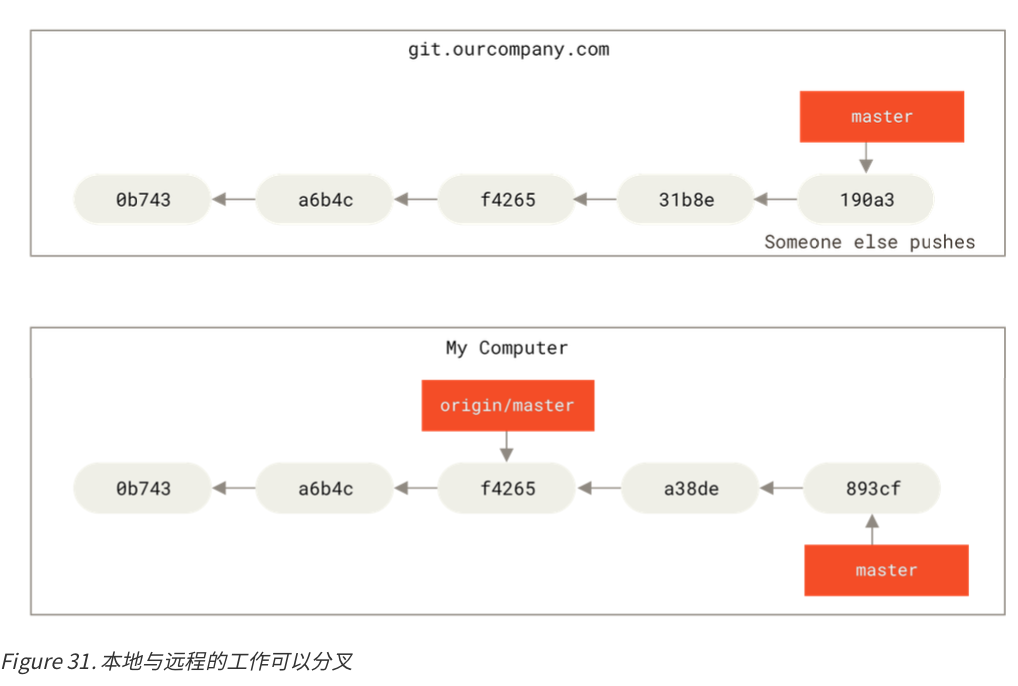 git.ourcompany.com
master
0b743 a6b4c f4265 31b8e 190a3
Someone else pushes
My Computer
origin/master
0b743 a6b4c f4265 a38de 893cf
master
Figure 31. 本地与远程的工作可以分叉